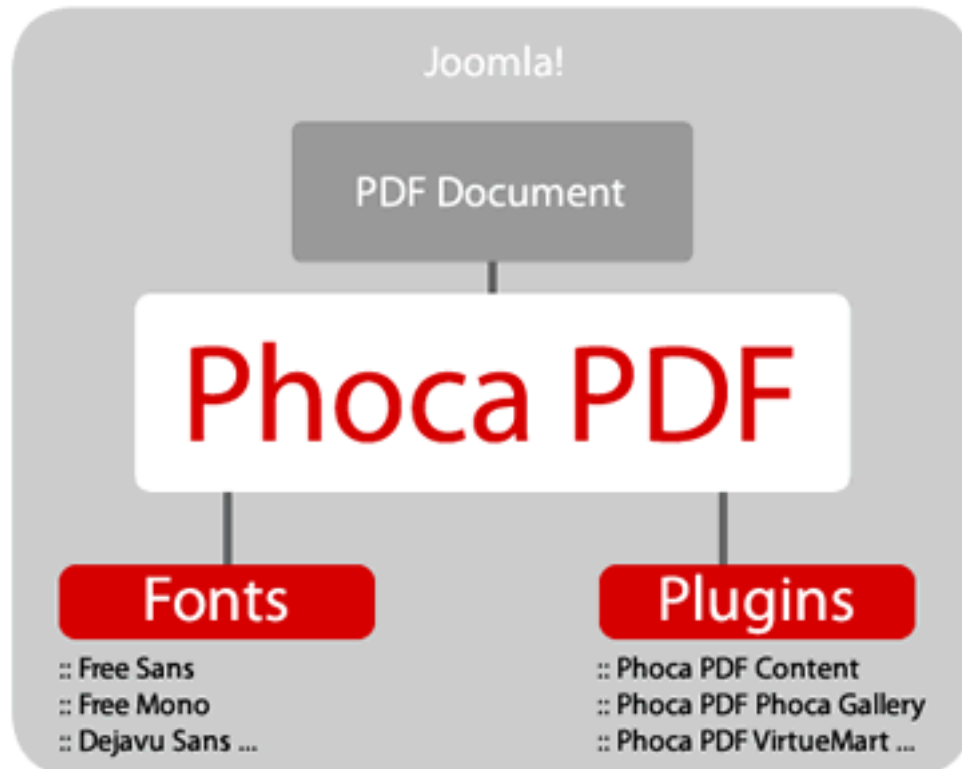 Joomla!
PDF Document
Phoca PDF
Fonts
:: Free Sans
:: Free Mono
:: Dejavu Sans ...
Plugins
:: Phoca PDF Content
:: Phoca PDF Phoca Gallery
:: Phoca PDF VirtueMart ...